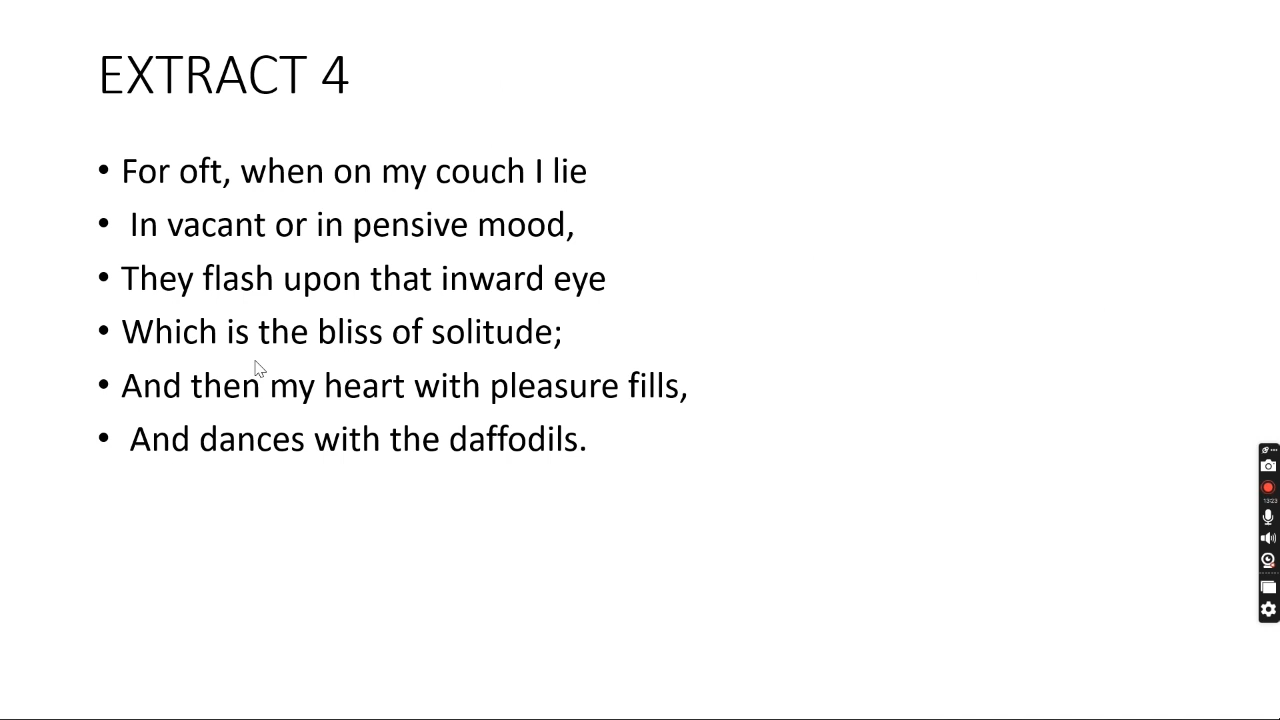 EXTRACT 4
• For oft, when on my couch I lie
• In vacant or in pensive mood,
• They flash upon that inward eye
• Which is the bliss of solitude;
• And then my heart with pleasure fills,
• And dances with the daffodils.